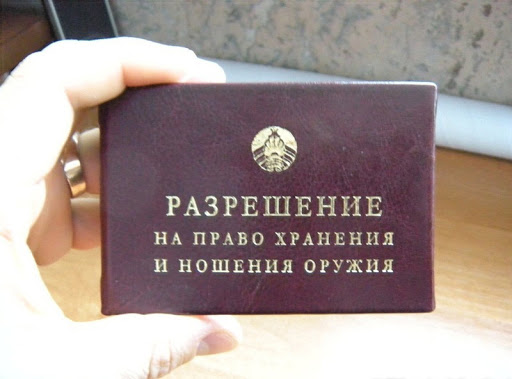 РАЗРЕШЕНИЕ
НА ПРАВО ХРАНЕНИЯ
И НОШЕНИЯ ОРУЖИЯ